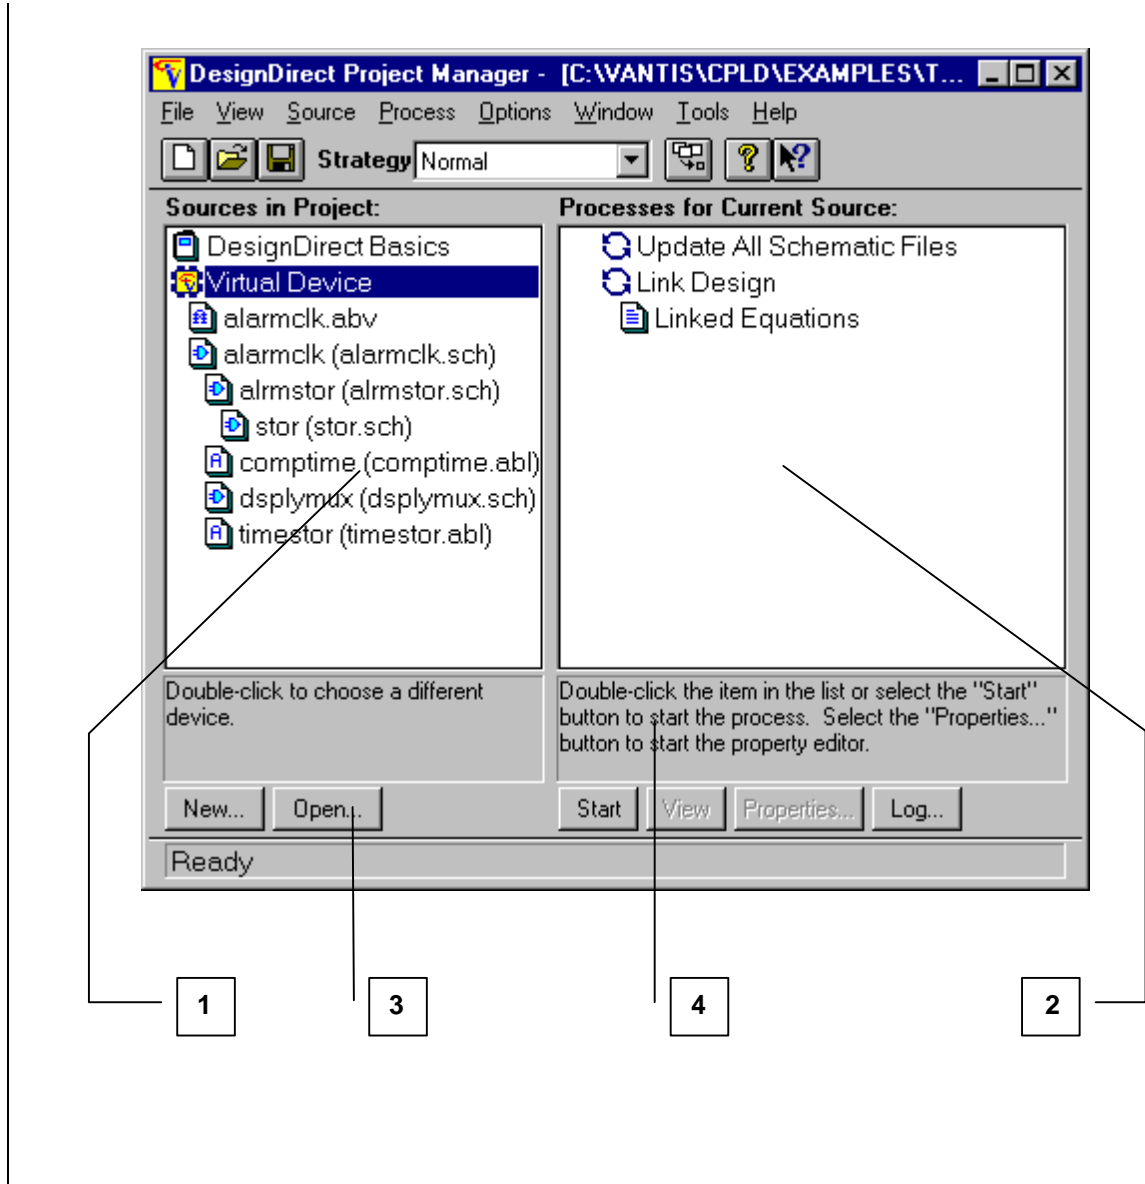 DesignDirect Project Manager - [C:\VANTIS\CPLD\EXAMPLES\T...
File View Source Process Options Window Tools Help
Strategy Normal
Sources in Project:
DesignDirect Basics
Virtual Device
alarmclk.abv
alarmclk (alarmclk.sch)
alrmstor (alrmstor.sch)
stor (stor.sch)
comptime (comptime.abl)
dsplymux (dsplymux.sch)
timestor (timestor.abl)
Processes for Current Source:
Update All Schematic Files
Link Design
Linked Equations
Double-click to choose a different
device.
Double-click the item in the list or select the "Start"
button to start the process. Select the "Properties..."
button to start the property editor.
New... Open... Start View Properties... Log...
Ready
1 3 4 2